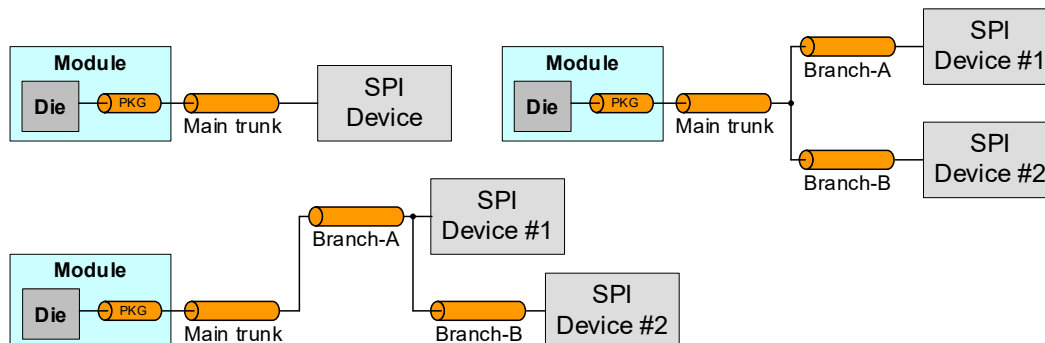 Module
Die
PKG
Main trunk
SPI
Device
Module
Die
PKG
Main trunk
Branch-A
SPI
Device #1
Branch-B
SPI
Device #2
Module
Die
PKG
Main trunk
Branch-A
SPI
Device #1
Branch-B
SPI
Device #2